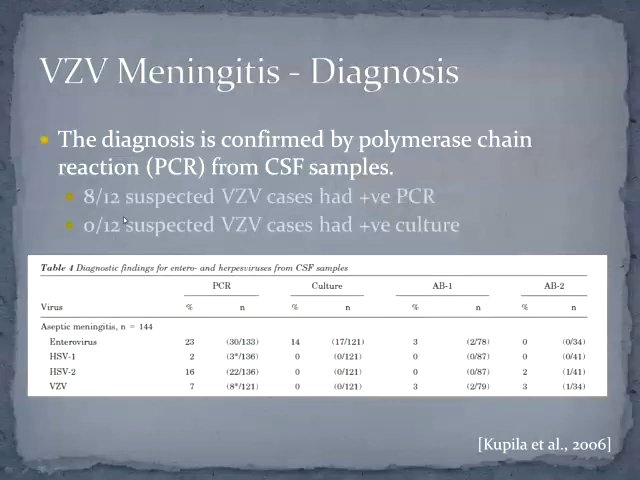 VZV Meningitis - Diagnosis
The diagnosis is confirmed by polymerase chain
reaction (PCR) from CSF samples.
8/12 suspected VZV cases had +ve PCR
0/12 suspected VZV cases had +ve culture
Table 4 Diagnostic findings for entero- and herpesviruses from CSF samples
PCR Culture AB-1 AB-2
Virus % n % n % n % n
Aseptic meningitis, n = 144
Enterovirus 23 (30/133) 14 (17/121) 3 (2/78) 0 (0/34)
HSV-1 2 (3*/136) 0 (0/121) 0 (0/87) 0 (0/41)
HSV-2 16 (22/136) 0 (0/121) 0 (0/87) 2 (1/41)
VZV 7 (8*/121) 0 (0/121) 3 (2/79) 3 (1/34)
[Kupila et al., 2006]